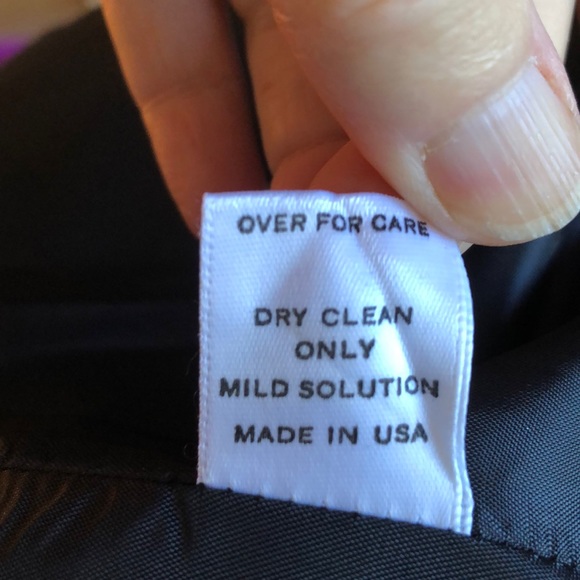 OVER FOR CARE
DRY CLEAN
ONLY
MILD SOLUTION
MADE IN USA